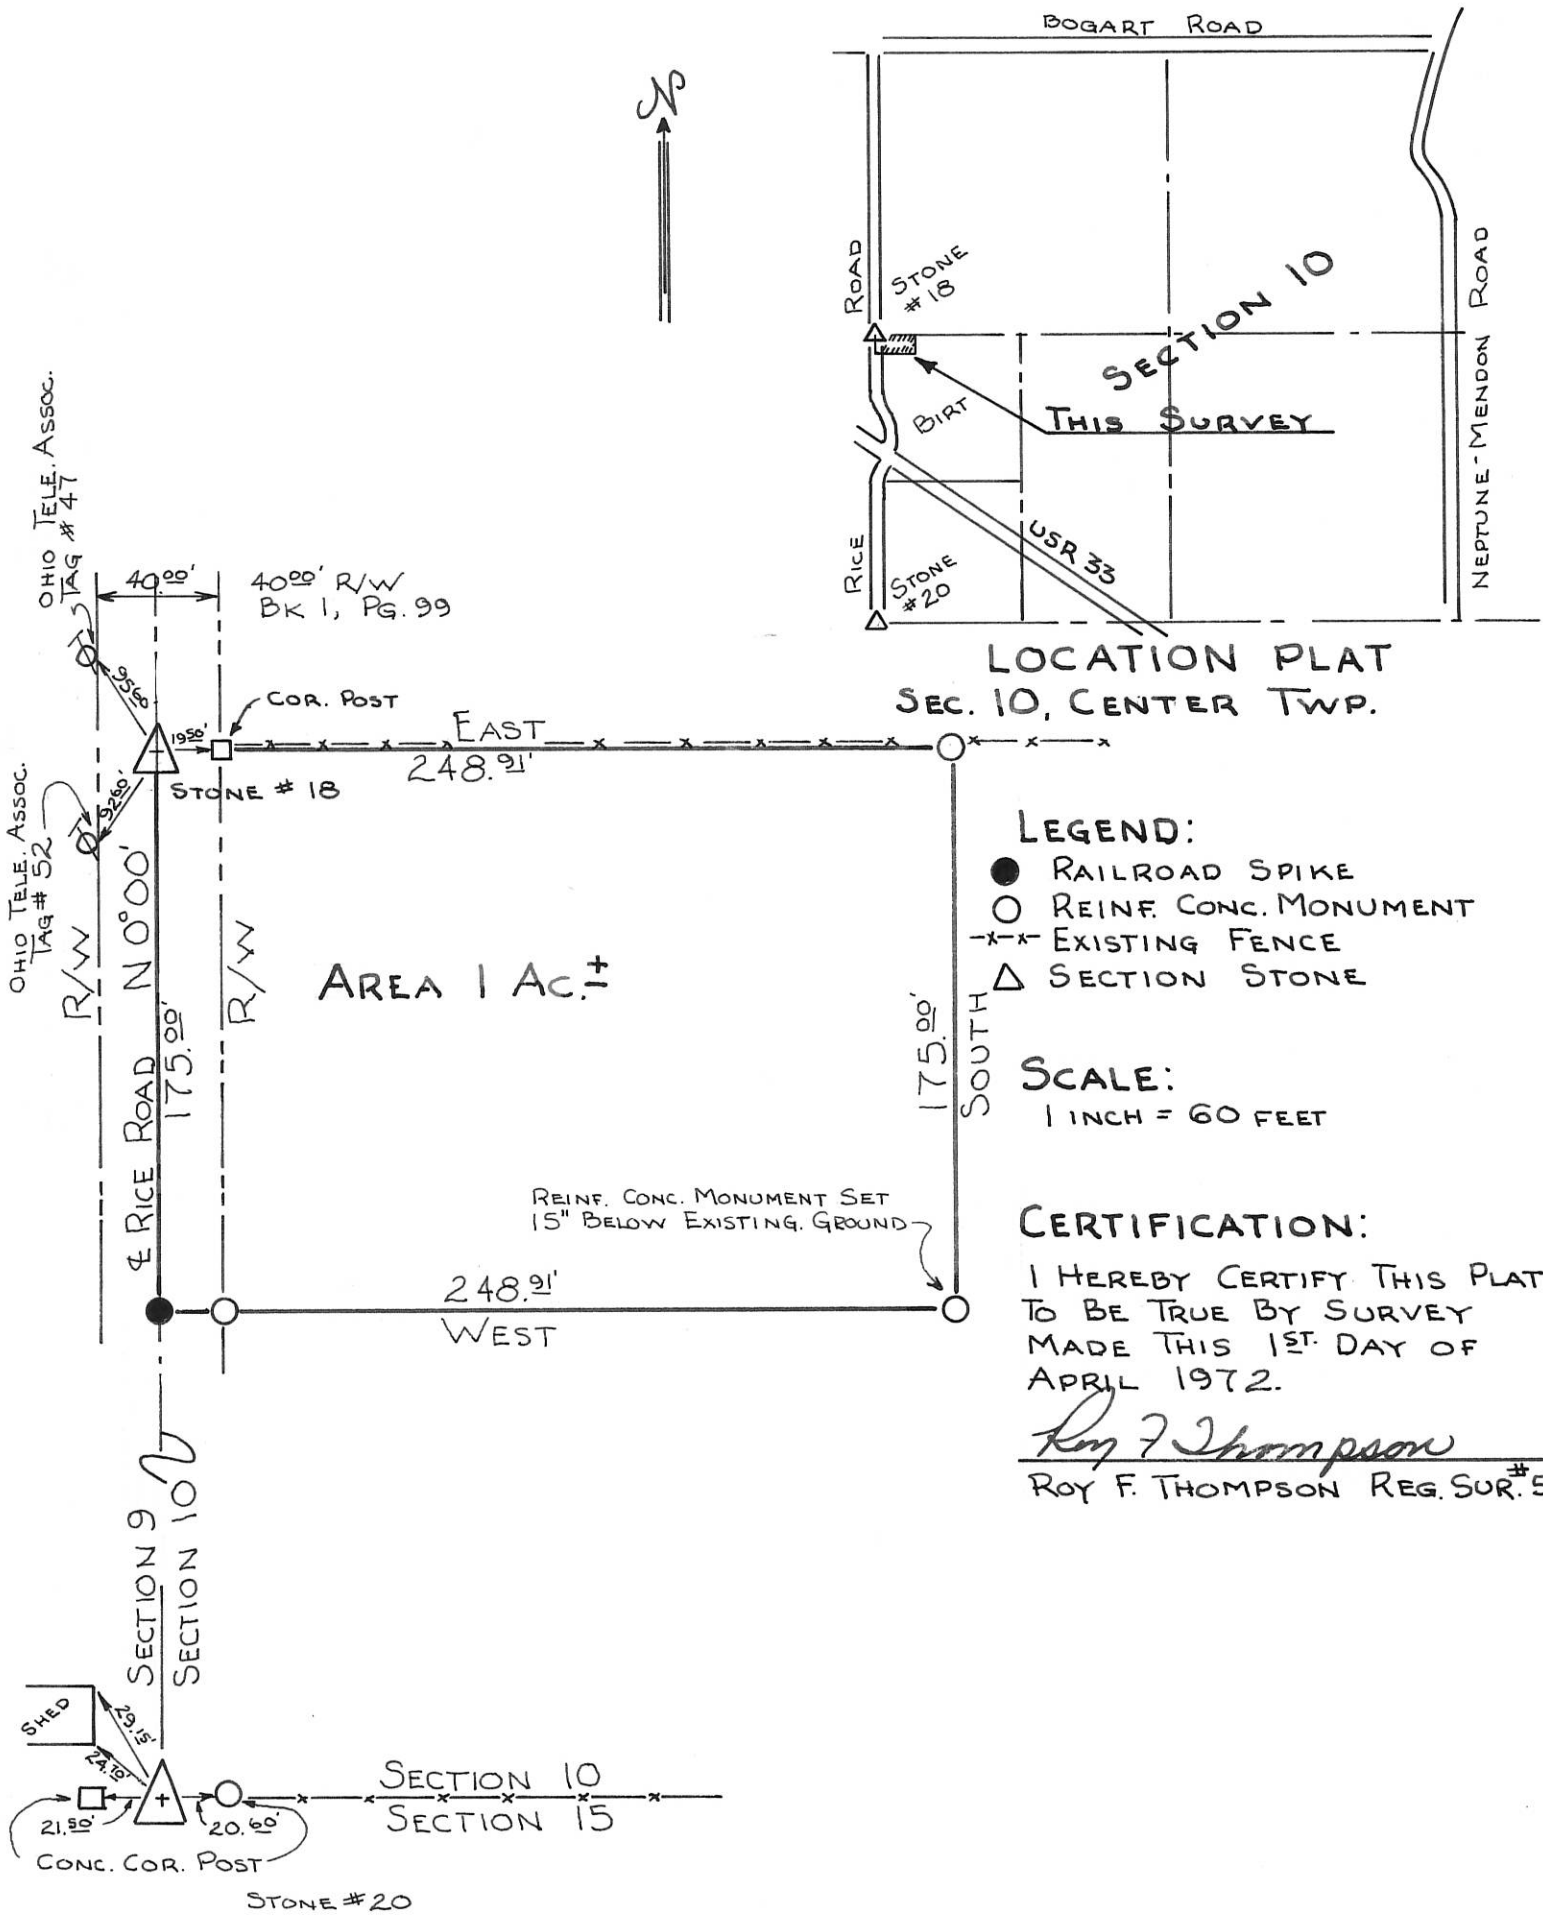 BOGART ROAD
N
ROAD
STONE
# 18
SECTION 10
NEPTUNE-MENDON ROAD
BIRT
THIS SURVEY
RICE
STONE
#20
USR 33
LOCATION PLAT
SEC. 10, CENTER TWP.
OHIO TELE. ASSOC.
TAG # 47
40.00'
40.00' R/W
BK 1, PG. 99
95.60'
COR. POST
19.50'
EAST
248.91'
STONE # 18
92.60'
OHIO TELE. ASSOC.
TAG # 52
R/W
℄ RICE ROAD N 0°00'
175.00'
R/W
AREA 1 AC.±
175.00'
SOUTH
LEGEND:
RAILROAD SPIKE
REINF. CONC. MONUMENT
-x-x- EXISTING FENCE
SECTION STONE
SCALE:
1 INCH = 60 FEET
REINF. CONC. MONUMENT SET
15" BELOW EXISTING. GROUND
248.91'
WEST
CERTIFICATION:
I HEREBY CERTIFY THIS PLAT
TO BE TRUE BY SURVEY
MADE THIS 1ST. DAY OF
APRIL 1972.
Roy F Thompson
ROY F. THOMPSON REG. SUR.# 5
SECTION 9
SECTION 10
SHED
29.15'
24.70'
21.50'
20.60'
SECTION 10
SECTION 15
CONC. COR. POST
STONE #20